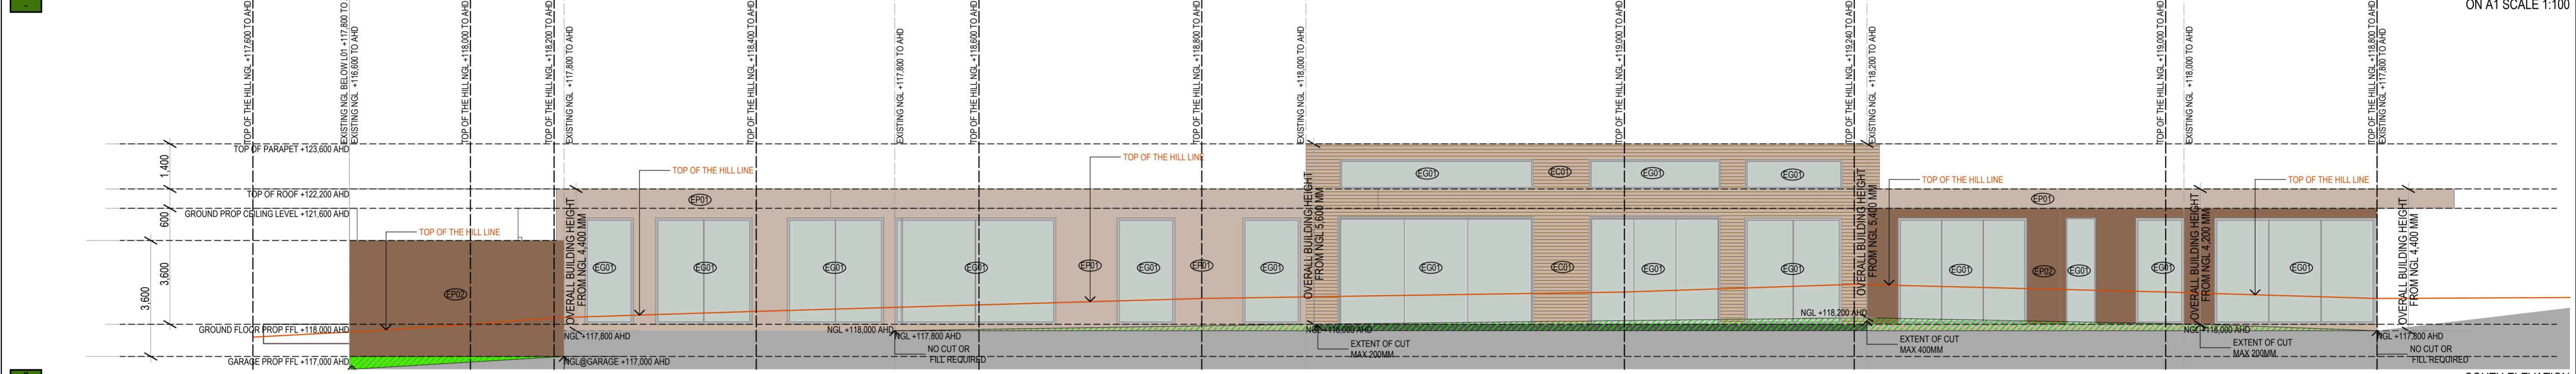 ON A1 SCALE 1:100
TOP OF THE HILL NGL +117,600 TO AHD
EXISTING NGL BELOW L01 +117,800 TO
EXISTING NGL +116,600 TO AHD
TOP OF THE HILL NGL +118,000 TO AHD
TOP OF THE HILL NGL +118,200 TO AHD
EXISTING NGL +117,800 TO AHD
TOP OF THE HILL NGL +118,400 TO AHD
EXISTING NGL +117,800 TO AHD
TOP OF THE HILL NGL +118,600 TO AHD
TOP OF THE HILL NGL +118,800 TO AHD
EXISTING NGL +118,000 TO AHD
TOP OF THE HILL NGL +119,000 TO AHD
TOP OF THE HILL NGL +119,240 TO AHD
EXISTING NGL +118,200 TO AHD
TOP OF THE HILL NGL +119,000 TO AHD
EXISTING NGL +118,000 TO AHD
TOP OF THE HILL NGL +118,800 TO AHD
EXISTING NGL +117,800 TO AHD
TOP OF PARAPET +123,600 AHD
1,400
TOP OF ROOF +122,200 AHD
600
GROUND PROP CEILING LEVEL +121,600
3,600
3,600
GROUND FLOOR PROP FFL +118,000 AHD
GARAGE PROP FFL +117,000 AHD
TOP OF THE HILL LINE
TOP OF THE HILL LINE
TOP OF THE HILL LINE
TOP OF THE HILL LINE
TOP OF THE HILL LINE
EP01
EG01
EC01
EG01
EG01
EP01
EP02
OVERALL BUILDING HEIGHT
FROM NGL 4,400 MM
EG01
EG01
EG01
EG01
EP01
EG01
EP01
EG01
OVERALL BUILDING HEIGHT
FROM NGL 5,600 MM
EG01
EC01
EG01
EG01
OVERALL BUILDING HEIGHT
FROM NGL 5,400 MM
EG01
EP02
EG01
EG01
OVERALL BUILDING HEIGHT
FROM NGL 4,200 MM
EG01
OVERALL BUILDING HEIGHT
FROM NGL 4,400 MM
NGL +117,800 AHD
NGL@GARAGE +117,000 AHD
NGL +118,000 AHD
NGL +117,800 AHD
NO CUT OR
FILL REQUIRED
NGL +118,000 AHD
EXTENT OF CUT
MAX 200MM
NGL +118,200 AHD
EXTENT OF CUT
MAX 400MM
NGL +118,000 AHD
EXTENT OF CUT
MAX 200MM
NGL +117,800 AHD
NO CUT OR
FILL REQUIRED
SOUTH ELEVATION